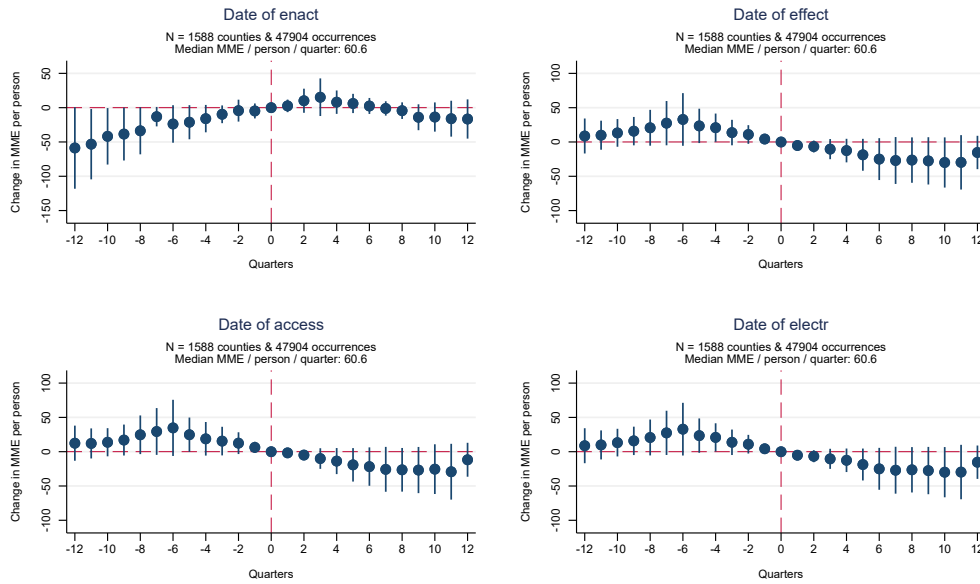 Date of enact
N = 1588 counties & 47904 occurrences
Median MME / person / quarter: 60.6
Change in MME per person
50
0
-50
-100
-150
-12 -10 -8 -6 -4 -2 0 2 4 6 8 10 12
Quarters
Date of effect
N = 1588 counties & 47904 occurrences
Median MME / person / quarter: 60.6
Change in MME per person
100
50
0
-50
-100
-12 -10 -8 -6 -4 -2 0 2 4 6 8 10 12
Quarters
Date of access
N = 1588 counties & 47904 occurrences
Median MME / person / quarter: 60.6
Change in MME per person
100
50
0
-50
-100
-12 -10 -8 -6 -4 -2 0 2 4 6 8 10 12
Quarters
Date of electr
N = 1588 counties & 47904 occurrences
Median MME / person / quarter: 60.6
Change in MME per person
100
50
0
-50
-100
-12 -10 -8 -6 -4 -2 0 2 4 6 8 10 12
Quarters